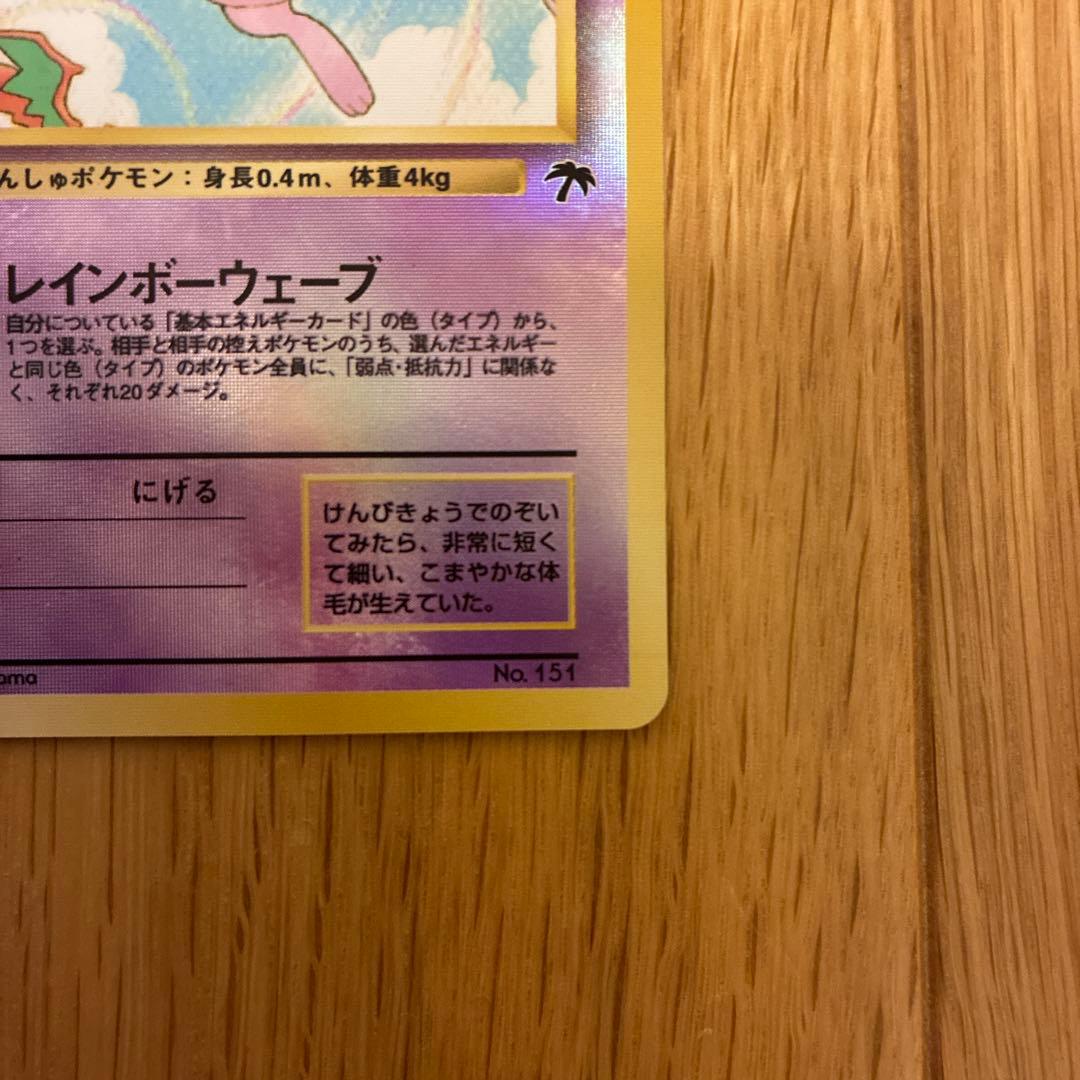 んしゅポケモン：身長0.4m、体重4kg
レインボーウェーブ
自分についている「基本エネルギーカード」の色（タイプ）から、
1つを選ぶ。相手と相手の控えポケモンのうち、選んだエネルギー
と同じ色（タイプ）のポケモン全員に、「弱点・抵抗力」に関係な
く、それぞれ20ダメージ。
にげる
けんびきょうでのぞい
てみたら、非常に短く
て細い、こまやかな体
毛が生えていた。
oma
No. 151